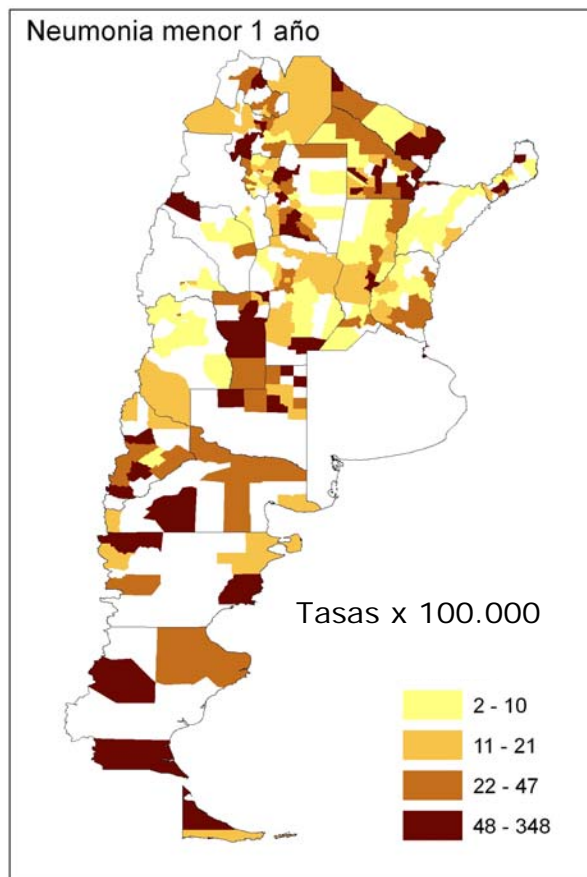 Neumonia menor 1 año
Tasas x 100.000
2 - 10
11 - 21
22 - 47
48 - 348